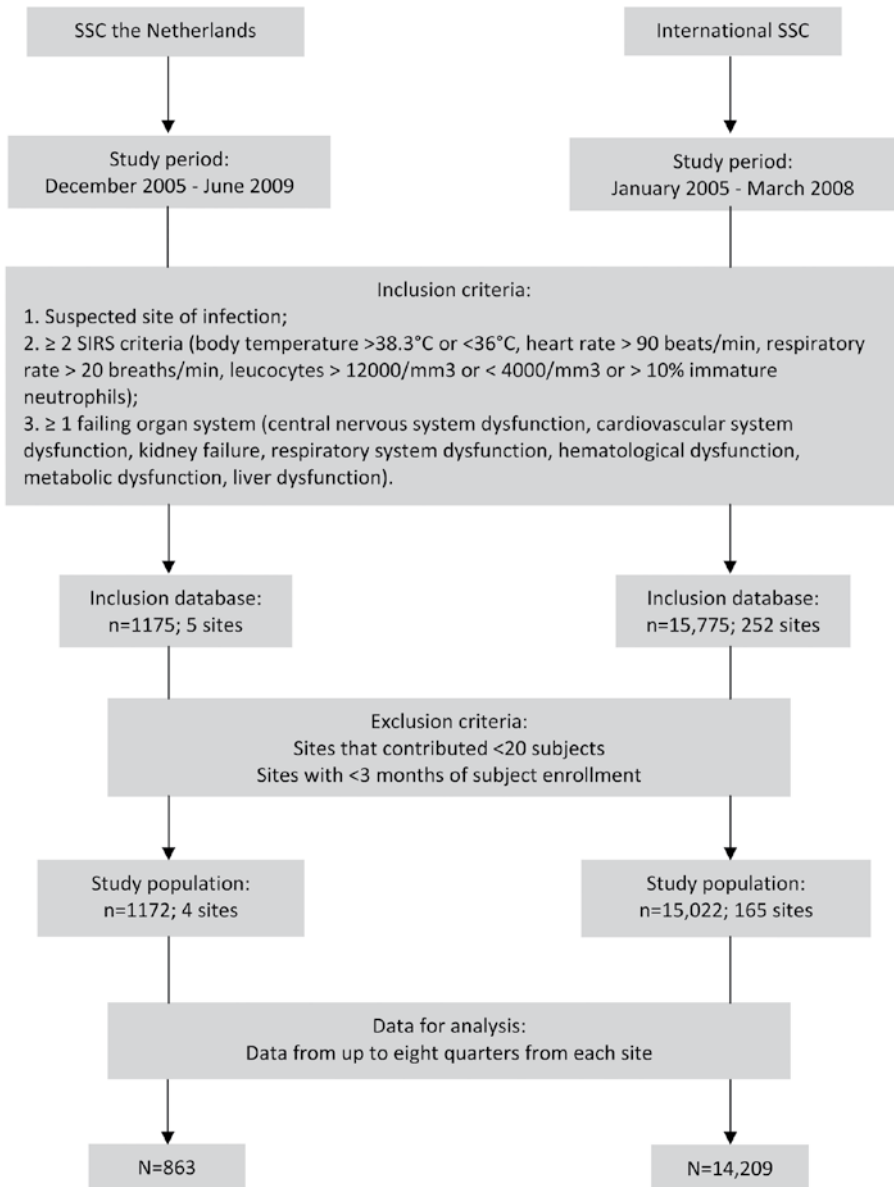 SSC the Netherlands
International SSC
Study period:
December 2005 - June 2009
Study period:
January 2005 - March 2008
Inclusion criteria:
1. Suspected site of infection;
2. ≥ 2 SIRS criteria (body temperature >38.3°C or <36°C, heart rate > 90 beats/min, respiratory
rate > 20 breaths/min, leucocytes > 12000/mm3 or < 4000/mm3 or > 10% immature
neutrophils);
3. ≥ 1 failing organ system (central nervous system dysfunction, cardiovascular system
dysfunction, kidney failure, respiratory system dysfunction, hematological dysfunction,
metabolic dysfunction, liver dysfunction).
Inclusion database:
n=1175; 5 sites
Inclusion database:
n=15,775; 252 sites
Exclusion criteria:
Sites that contributed <20 subjects
Sites with <3 months of subject enrollment
Study population:
n=1172; 4 sites
Study population:
n=15,022; 165 sites
Data for analysis:
Data from up to eight quarters from each site
N=863
N=14,209